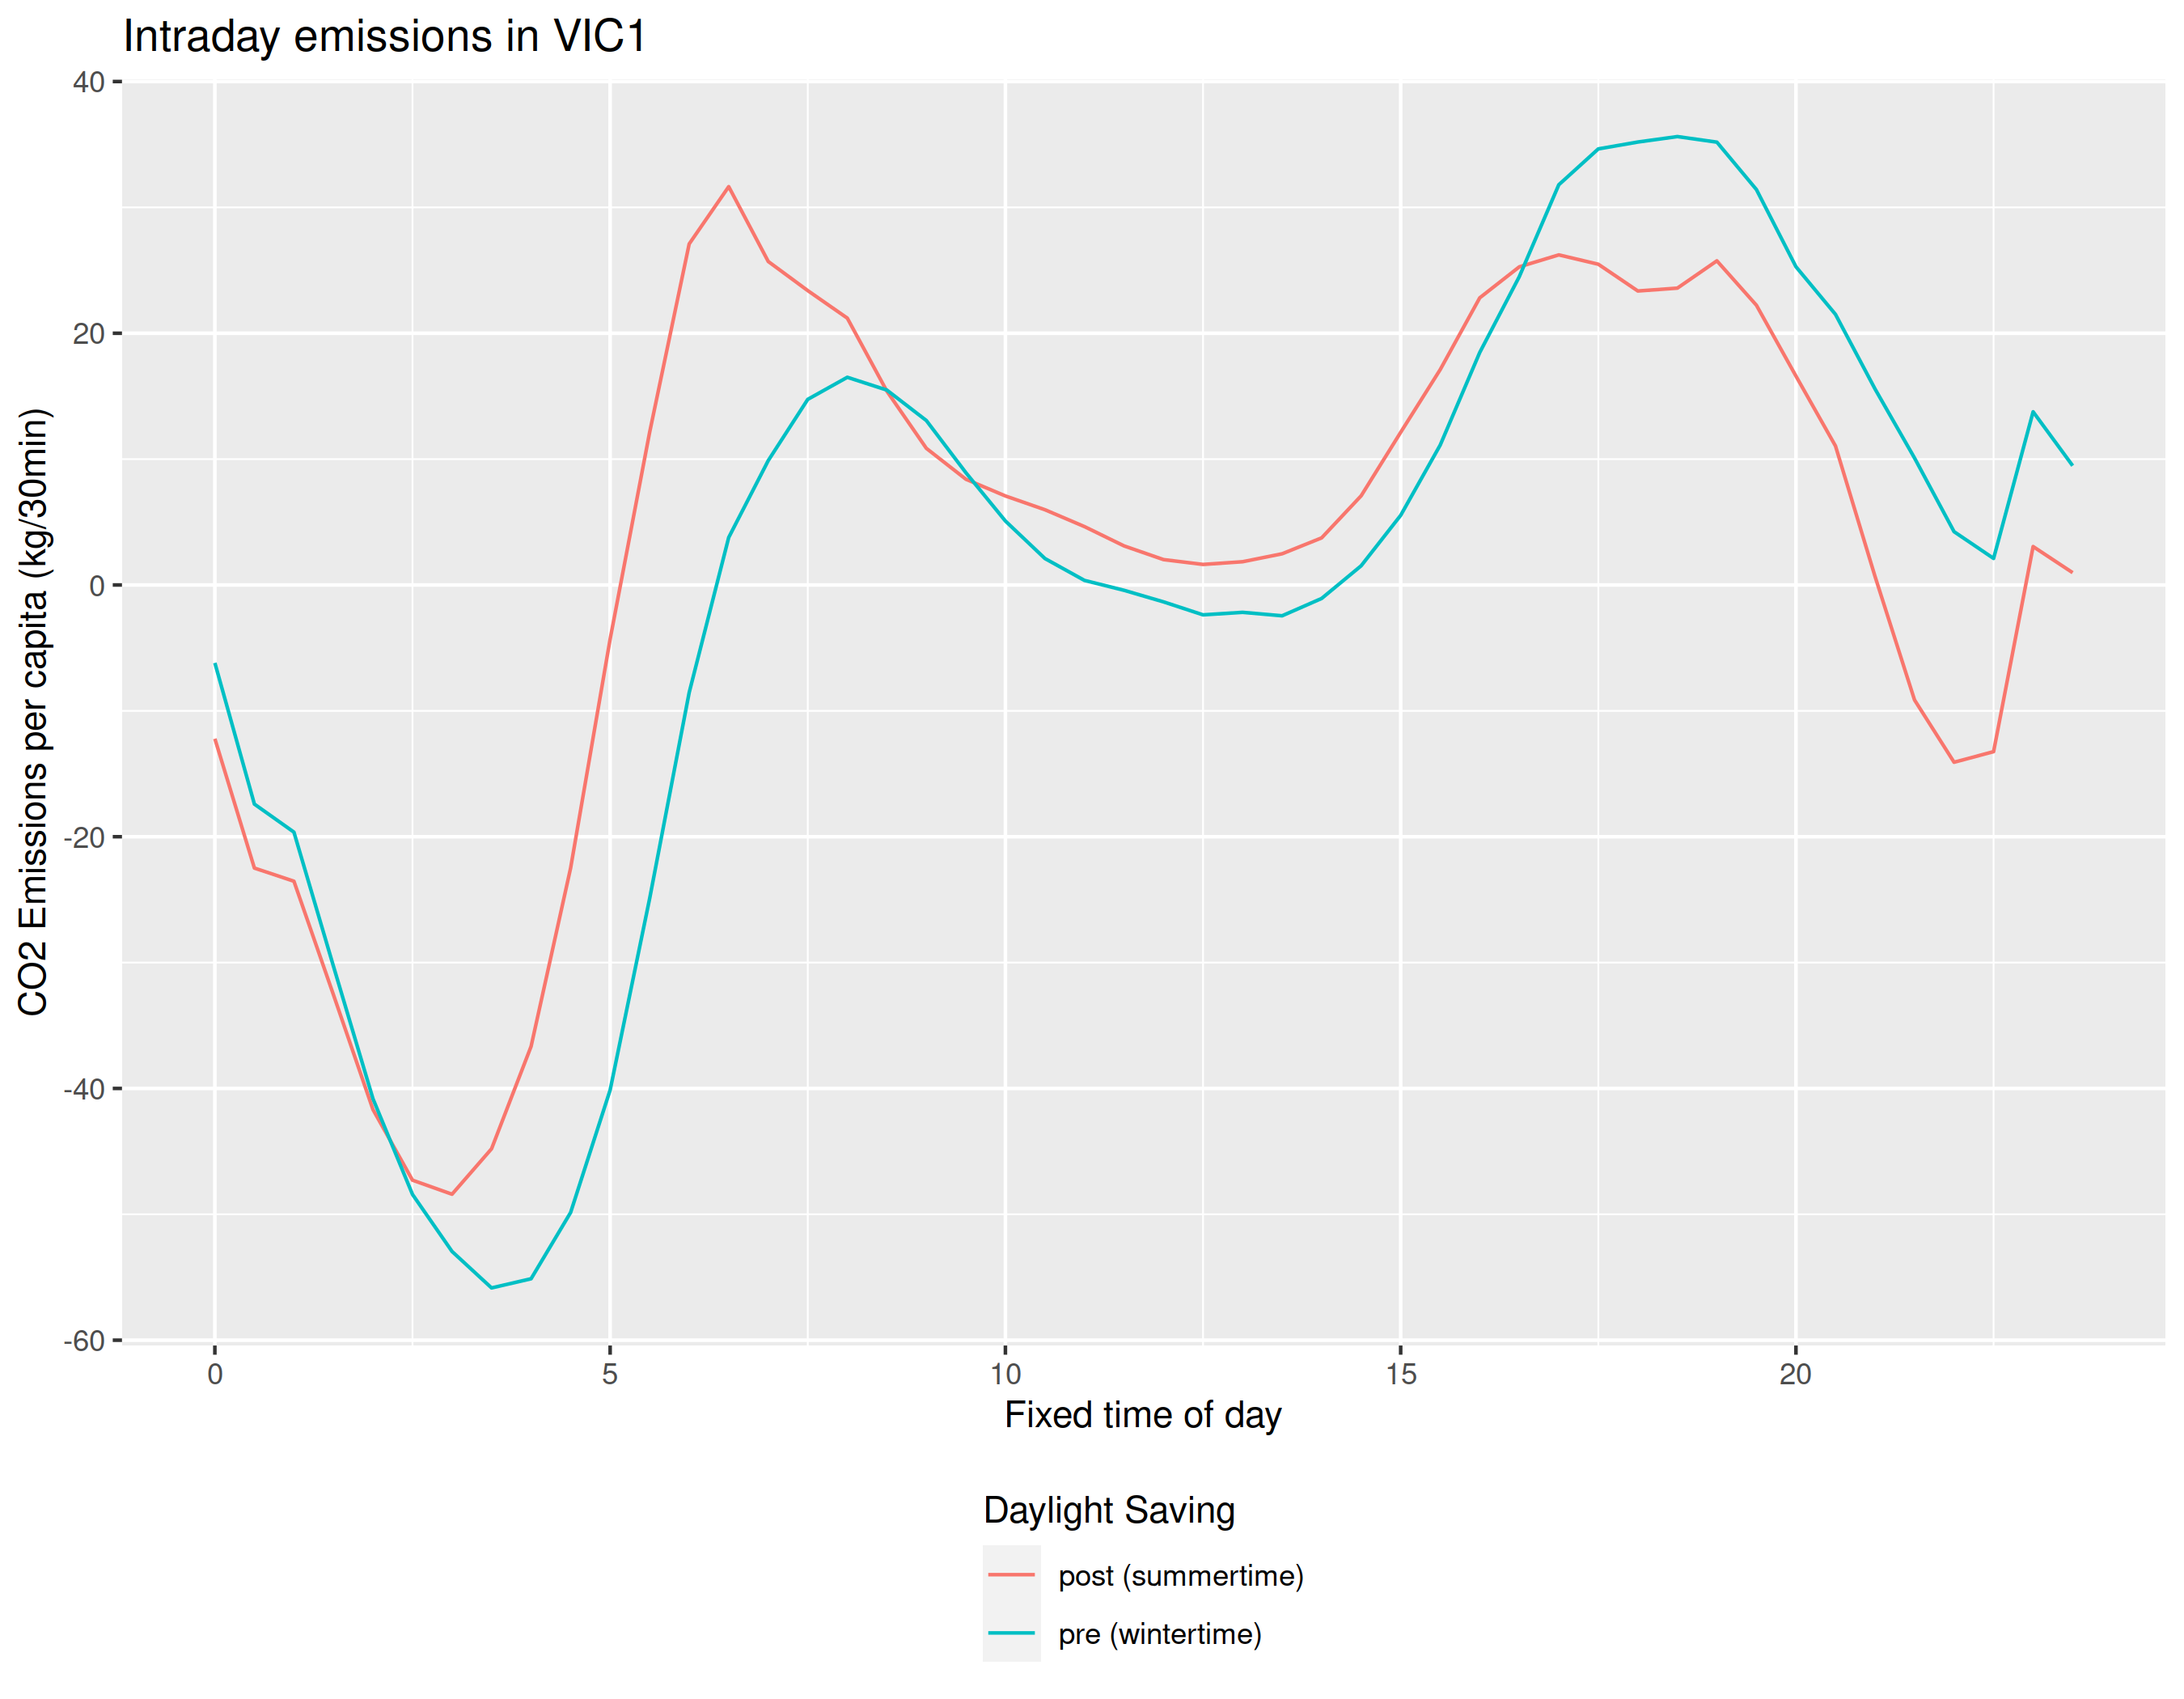 Intraday emissions in VIC1
40
20
0
-20
-40
-60
CO2 Emissions per capita (kg/30min)
0 5 10 15 20
Fixed time of day
Daylight Saving
post (summertime)
pre (wintertime)